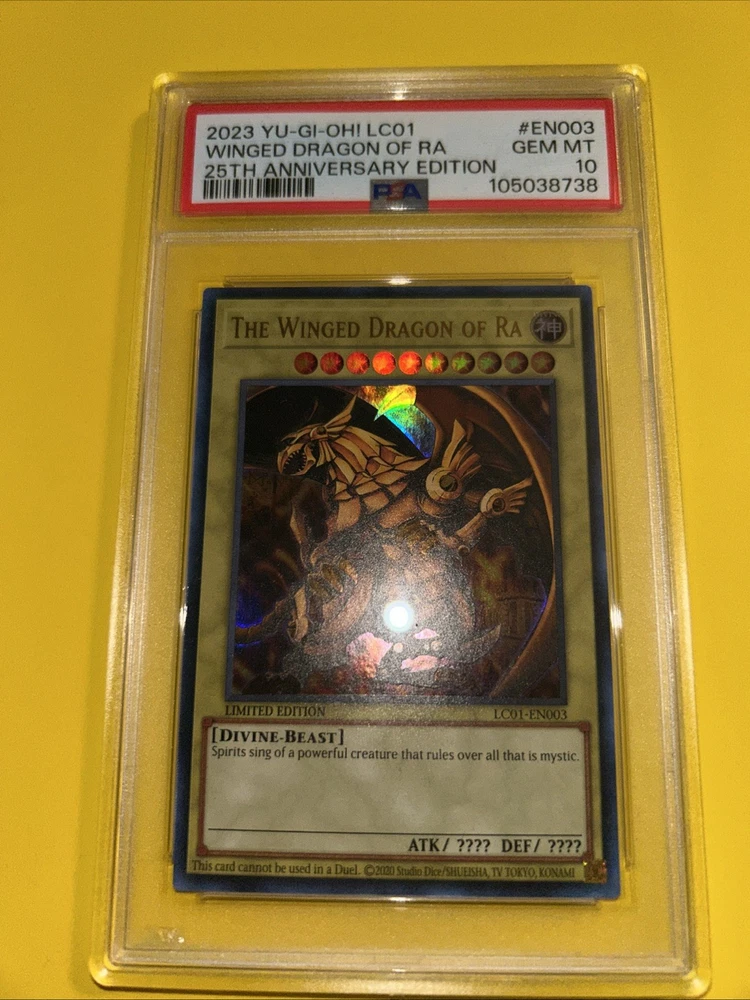 2023 YU-GI-OH! LC01 #EN003
WINGED DRAGON OF RA GEM MT
25TH ANNIVERSARY EDITION 10
PSA 105038738
THE WINGED DRAGON OF RA 神
LIMITED EDITION LC01-EN003
[DIVINE-BEAST]
Spirits sing of a powerful creature that rules over all that is mystic.
ATK/ ???? DEF/ ????
This card cannot be used in a Duel. ©2020 Studio Dice/SHUEISHA, TV TOKYO, KONAMI